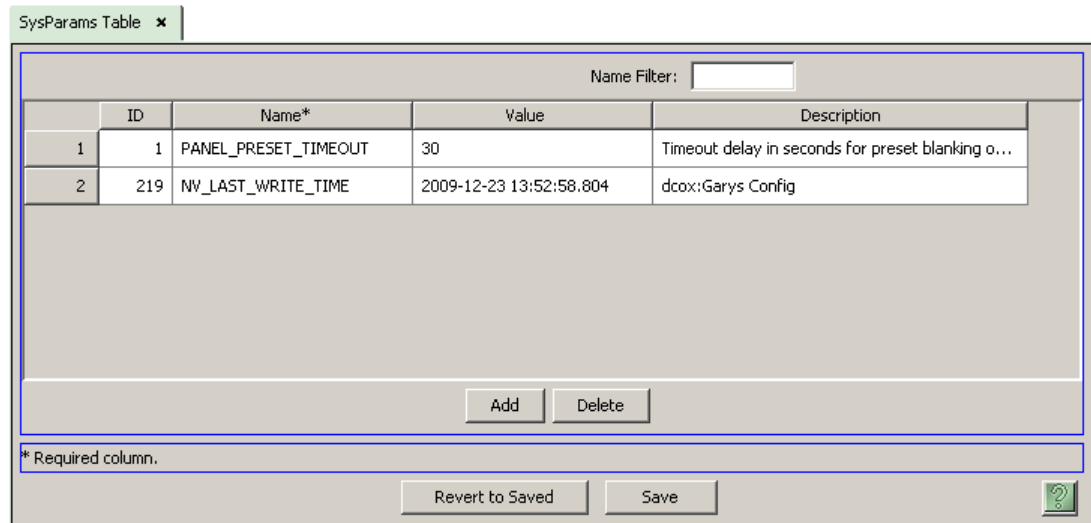 SysParams Table ×
Name Filter:
ID Name* Value Description
1 1 PANEL_PRESET_TIMEOUT 30 Timeout delay in seconds for preset blanking o...
2 219 NV_LAST_WRITE_TIME 2009-12-23 13:52:58.804 dcox:Garys Config
Add Delete
* Required column.
Revert to Saved Save ?